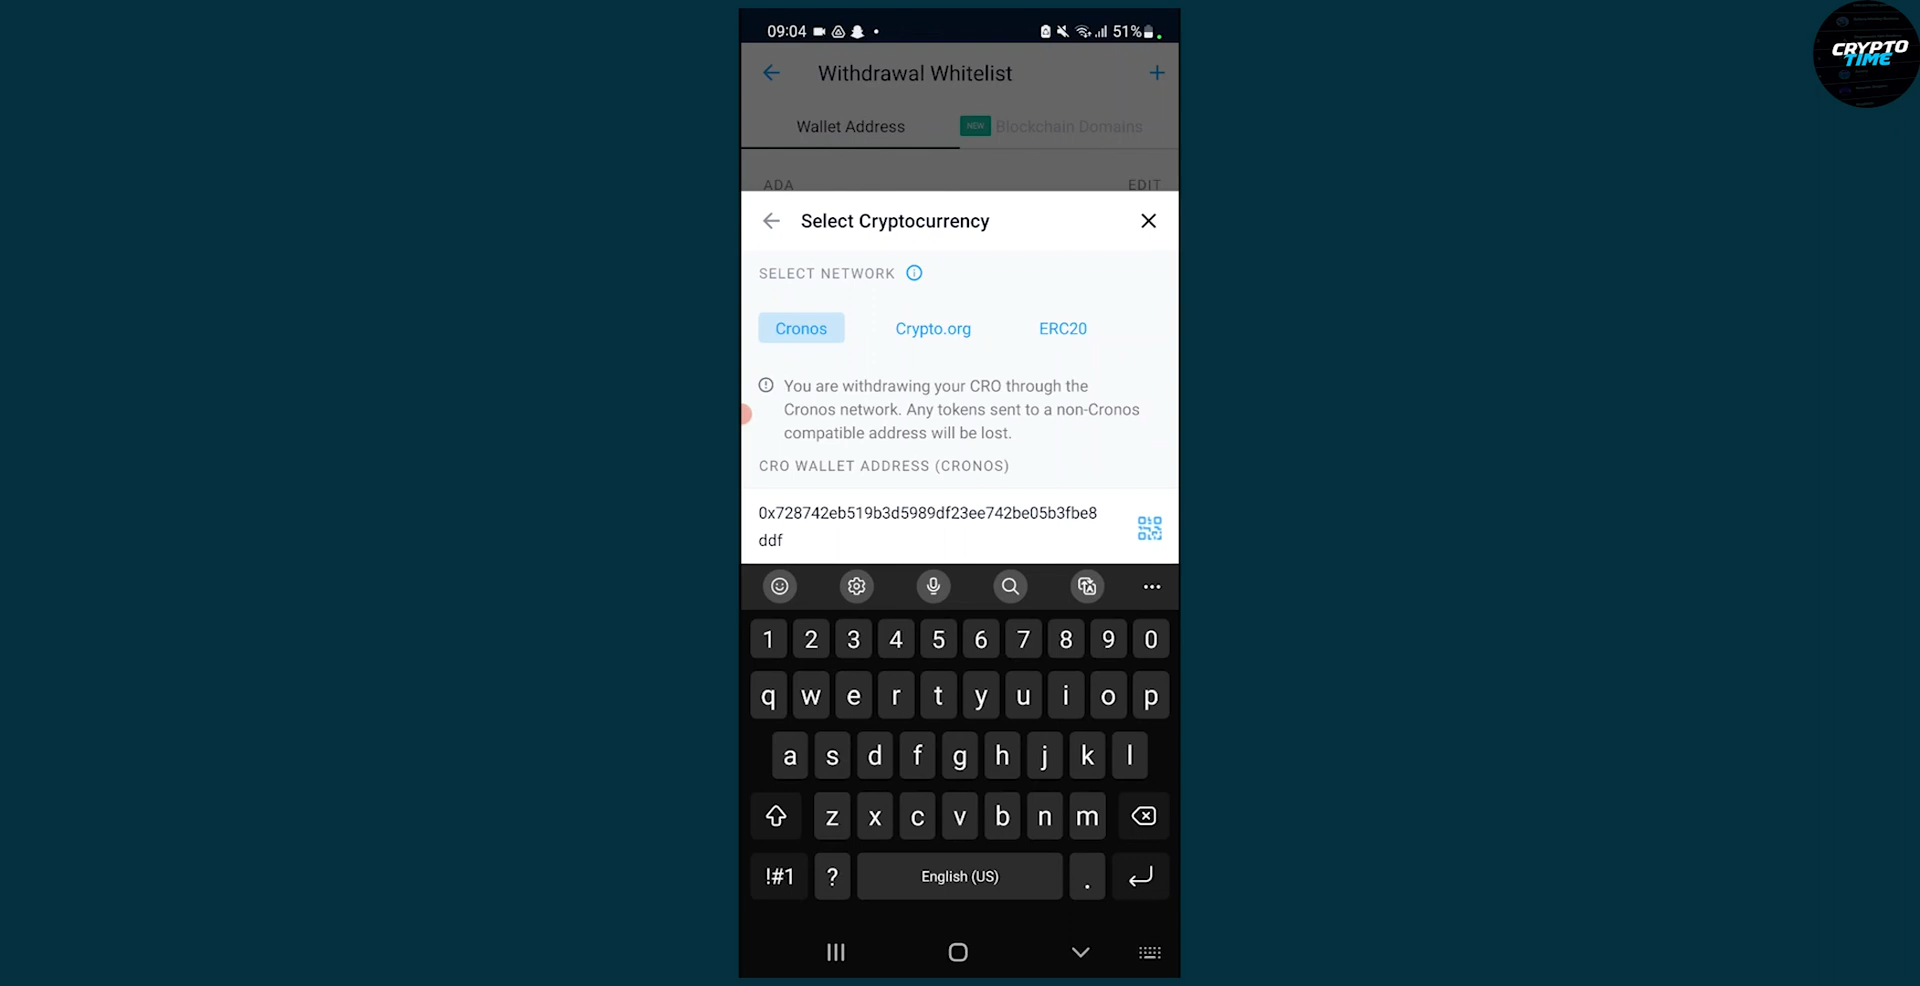 09:04
51%
CRYPTO
TIME
Withdrawal Whitelist
Wallet Address
NEW Blockchain Domains
ADA
EDIT
Select Cryptocurrency
SELECT NETWORK
Cronos
Crypto.org
ERC20
You are withdrawing your CRO through the
Cronos network. Any tokens sent to a non-Cronos
compatible address will be lost.
CRO WALLET ADDRESS (CRONOS)
0x728742eb519b3d5989df23ee742be05b3fbe8
ddf
1 2 3 4 5 6 7 8 9 0
q w e r t y u i o p
a s d f g h j k l
z x c v b n m
!#1 ? English (US) .